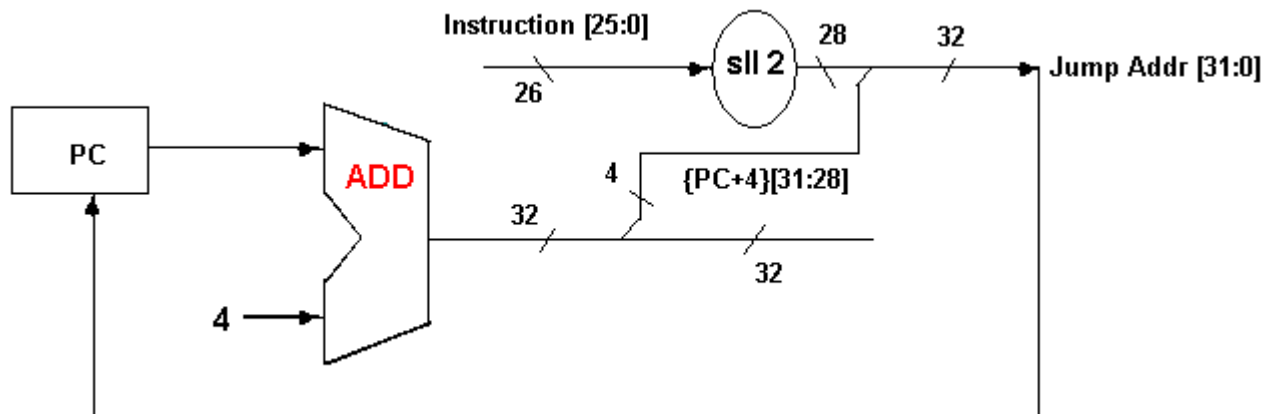 Instruction [25:0]
26
sll 2
28
32
Jump Addr [31:0]
PC
ADD
4
{PC+4}[31:28]
32
32
4